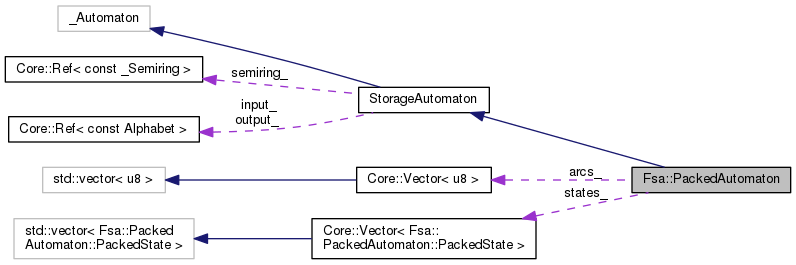 _Automaton
Core::Ref< const _Semiring >
semiring_
StorageAutomaton
input_
output_
Core::Ref< const Alphabet >
std::vector< u8 >
Core::Vector< u8 >
arcs_
Fsa::PackedAutomaton
states_
std::vector< Fsa::Packed
Automaton::PackedState >
Core::Vector< Fsa::
PackedAutomaton::PackedState >